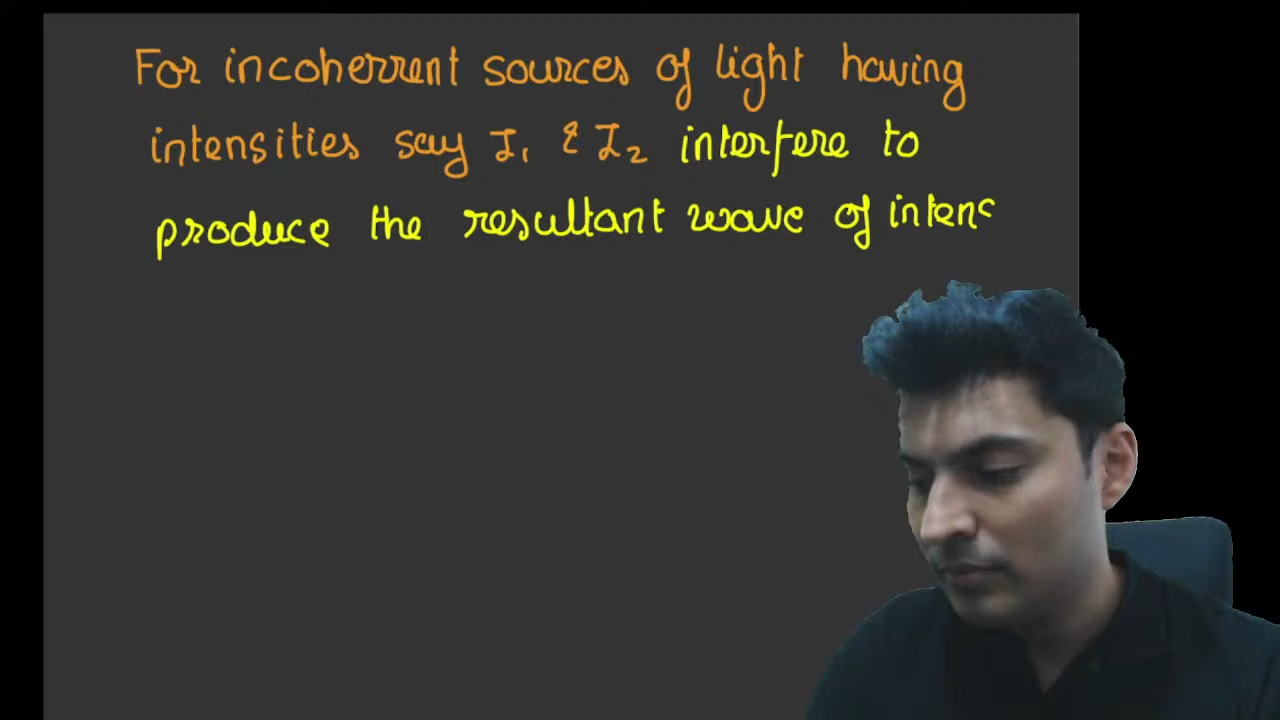 For incoherrent sources of light having
intensities say I₁ & I₂ interfere to
produce the resultant wave of intens